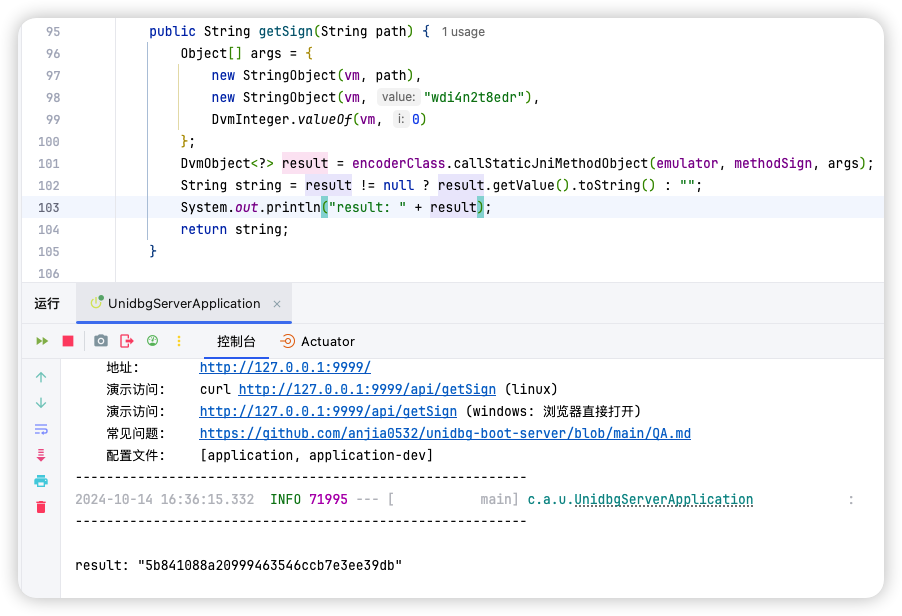 95 public String getSign(String path) { 1 usage
96 Object[] args = {
97 new StringObject(vm, path),
98 new StringObject(vm, value: "wdi4n2t8edr"),
99 DvmInteger.valueOf(vm, i: 0)
100 };
101 DvmObject<?> result = encoderClass.callStaticJniMethodObject(emulator, methodSign, args);
102 String string = result != null ? result.getValue().toString() : "";
103 System.out.println("result: " + result);
104 return string;
105 }
106
运行 UnidbgServerApplication ×
控制台 Actuator
地址: http://127.0.0.1:9999/
演示访问: curl http://127.0.0.1:9999/api/getSign (linux)
演示访问: http://127.0.0.1:9999/api/getSign (windows: 浏览器直接打开)
常见问题: https://github.com/anjia0532/unidbg-boot-server/blob/main/QA.md
配置文件: [application, application-dev]
----------------------------------------------------------
2024-10-14 16:36:15.332 INFO 71995 --- [ main] c.a.u.UnidbgServerApplication :
----------------------------------------------------------
result: "5b841088a20999463546ccb7e3ee39db"